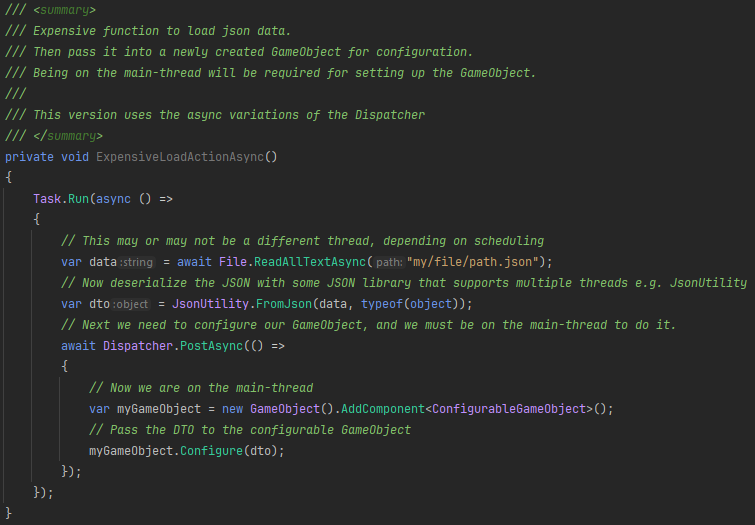 /// <summary>
/// Expensive function to load json data.
/// Then pass it into a newly created GameObject for configuration.
/// Being on the main-thread will be required for setting up the GameObject.
///
/// This version uses the async variations of the Dispatcher
/// </summary>
private void ExpensiveLoadActionAsync()
{
Task.Run(async () =>
{
// This may or may not be a different thread, depending on scheduling
var data:string = await File.ReadAllTextAsync(path:"my/file/path.json");
// Now deserialize the JSON with some JSON library that supports multiple threads e.g. JsonUtility
var dto:object = JsonUtility.FromJson(data, typeof(object));
// Next we need to configure our GameObject, and we must be on the main-thread to do it.
await Dispatcher.PostAsync(() =>
{
// Now we are on the main-thread
var myGameObject = new GameObject().AddComponent<ConfigurableGameObject>();
// Pass the DTO to the configurable GameObject
myGameObject.Configure(dto);
});
});
}